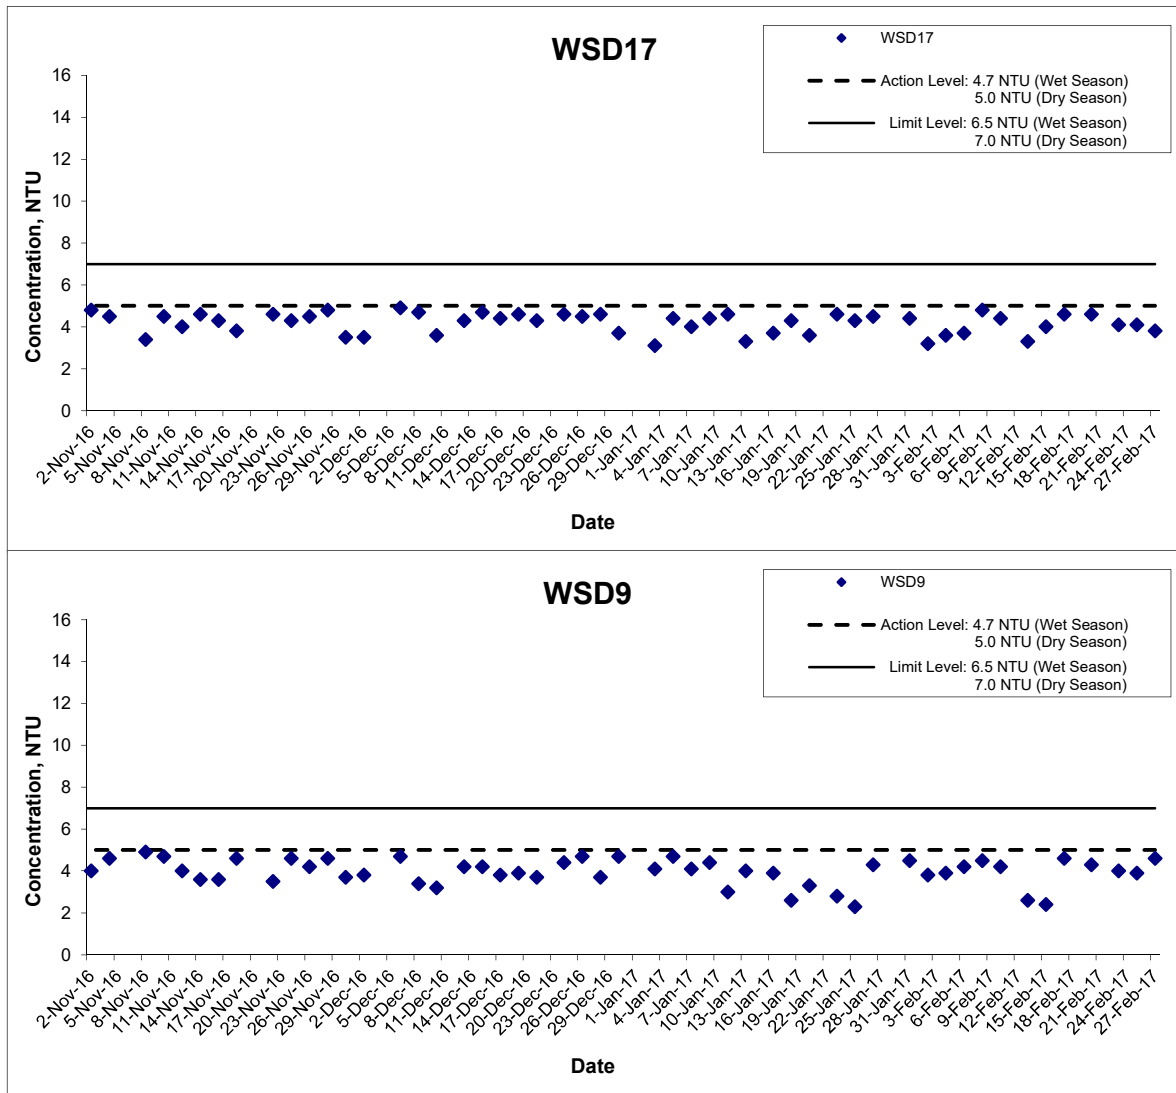 WSD17
WSD17
Action Level: 4.7 NTU (Wet Season)
5.0 NTU (Dry Season)
Limit Level: 6.5 NTU (Wet Season)
7.0 NTU (Dry Season)
Concentration, NTU
16
14
12
10
8
6
4
2
0
2-Nov-16
5-Nov-16
8-Nov-16
11-Nov-16
14-Nov-16
17-Nov-16
20-Nov-16
23-Nov-16
26-Nov-16
29-Nov-16
2-Dec-16
5-Dec-16
8-Dec-16
11-Dec-16
14-Dec-16
17-Dec-16
20-Dec-16
23-Dec-16
26-Dec-16
29-Dec-16
1-Jan-17
4-Jan-17
7-Jan-17
10-Jan-17
13-Jan-17
16-Jan-17
19-Jan-17
22-Jan-17
25-Jan-17
28-Jan-17
31-Jan-17
3-Feb-17
6-Feb-17
9-Feb-17
12-Feb-17
15-Feb-17
18-Feb-17
21-Feb-17
24-Feb-17
27-Feb-17
Date
WSD9
WSD9
Action Level: 4.7 NTU (Wet Season)
5.0 NTU (Dry Season)
Limit Level: 6.5 NTU (Wet Season)
7.0 NTU (Dry Season)
Concentration, NTU
16
14
12
10
8
6
4
2
0
2-Nov-16
5-Nov-16
8-Nov-16
11-Nov-16
14-Nov-16
17-Nov-16
20-Nov-16
23-Nov-16
26-Nov-16
29-Nov-16
2-Dec-16
5-Dec-16
8-Dec-16
11-Dec-16
14-Dec-16
17-Dec-16
20-Dec-16
23-Dec-16
26-Dec-16
29-Dec-16
1-Jan-17
4-Jan-17
7-Jan-17
10-Jan-17
13-Jan-17
16-Jan-17
19-Jan-17
22-Jan-17
25-Jan-17
28-Jan-17
31-Jan-17
3-Feb-17
6-Feb-17
9-Feb-17
12-Feb-17
15-Feb-17
18-Feb-17
21-Feb-17
24-Feb-17
27-Feb-17
Date